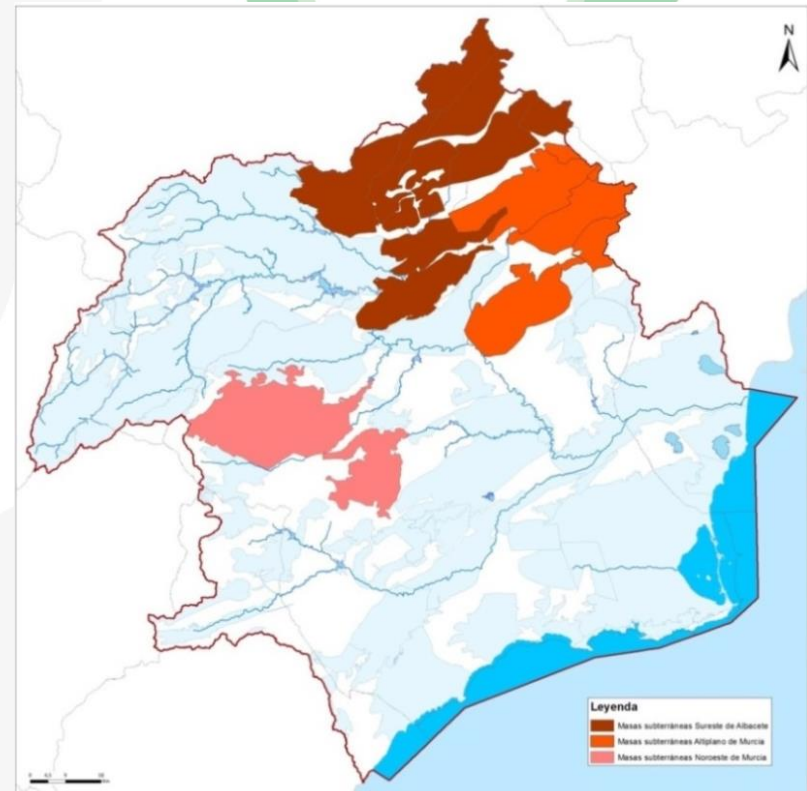 N
Leyenda
Masas subterráneas Sureste de Albacete
Masas subterráneas Altiplano de Murcia
Masas subterráneas Noroeste de Murcia